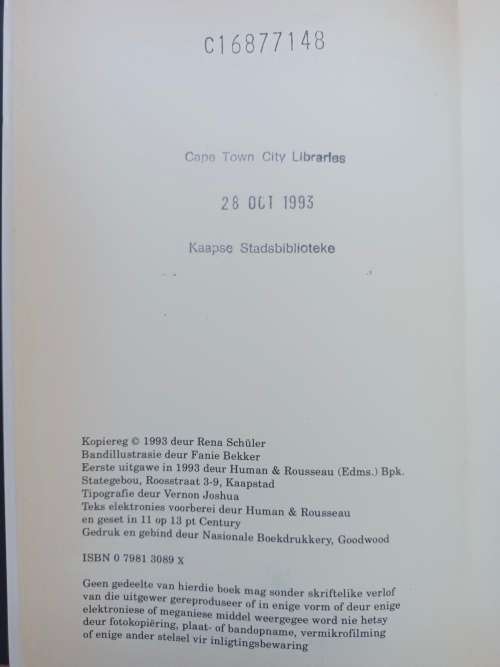 C16877148
Cape Town City Libraries
28 OCT 1993
Kaapse Stadsbiblioteke
Kopiereg © 1993 deur Rena Schüler
Bandillustrasie deur Fanie Bekker
Eerste uitgawe in 1993 deur Human & Rousseau (Edms.) Bpk.
Stategebou, Roosstraat 3-9, Kaapstad
Tipografie deur Vernon Joshua
Teks elektronies voorberei deur Human & Rousseau
en geset in 11 op 13 pt Century
Gedruk en gebind deur Nasionale Boekdrukkery, Goodwood
ISBN 0 7981 3089 X
Geen gedeelte van hierdie boek mag sonder skriftelike verlof
van die uitgewer gereproduseer of in enige vorm of deur enige
elektroniese of meganiese middel weergegee word nie hetsy
deur fotokopiëring, plaat- of bandopname, vermikrofilming
of enige ander stelsel vir inligtingsbewaring